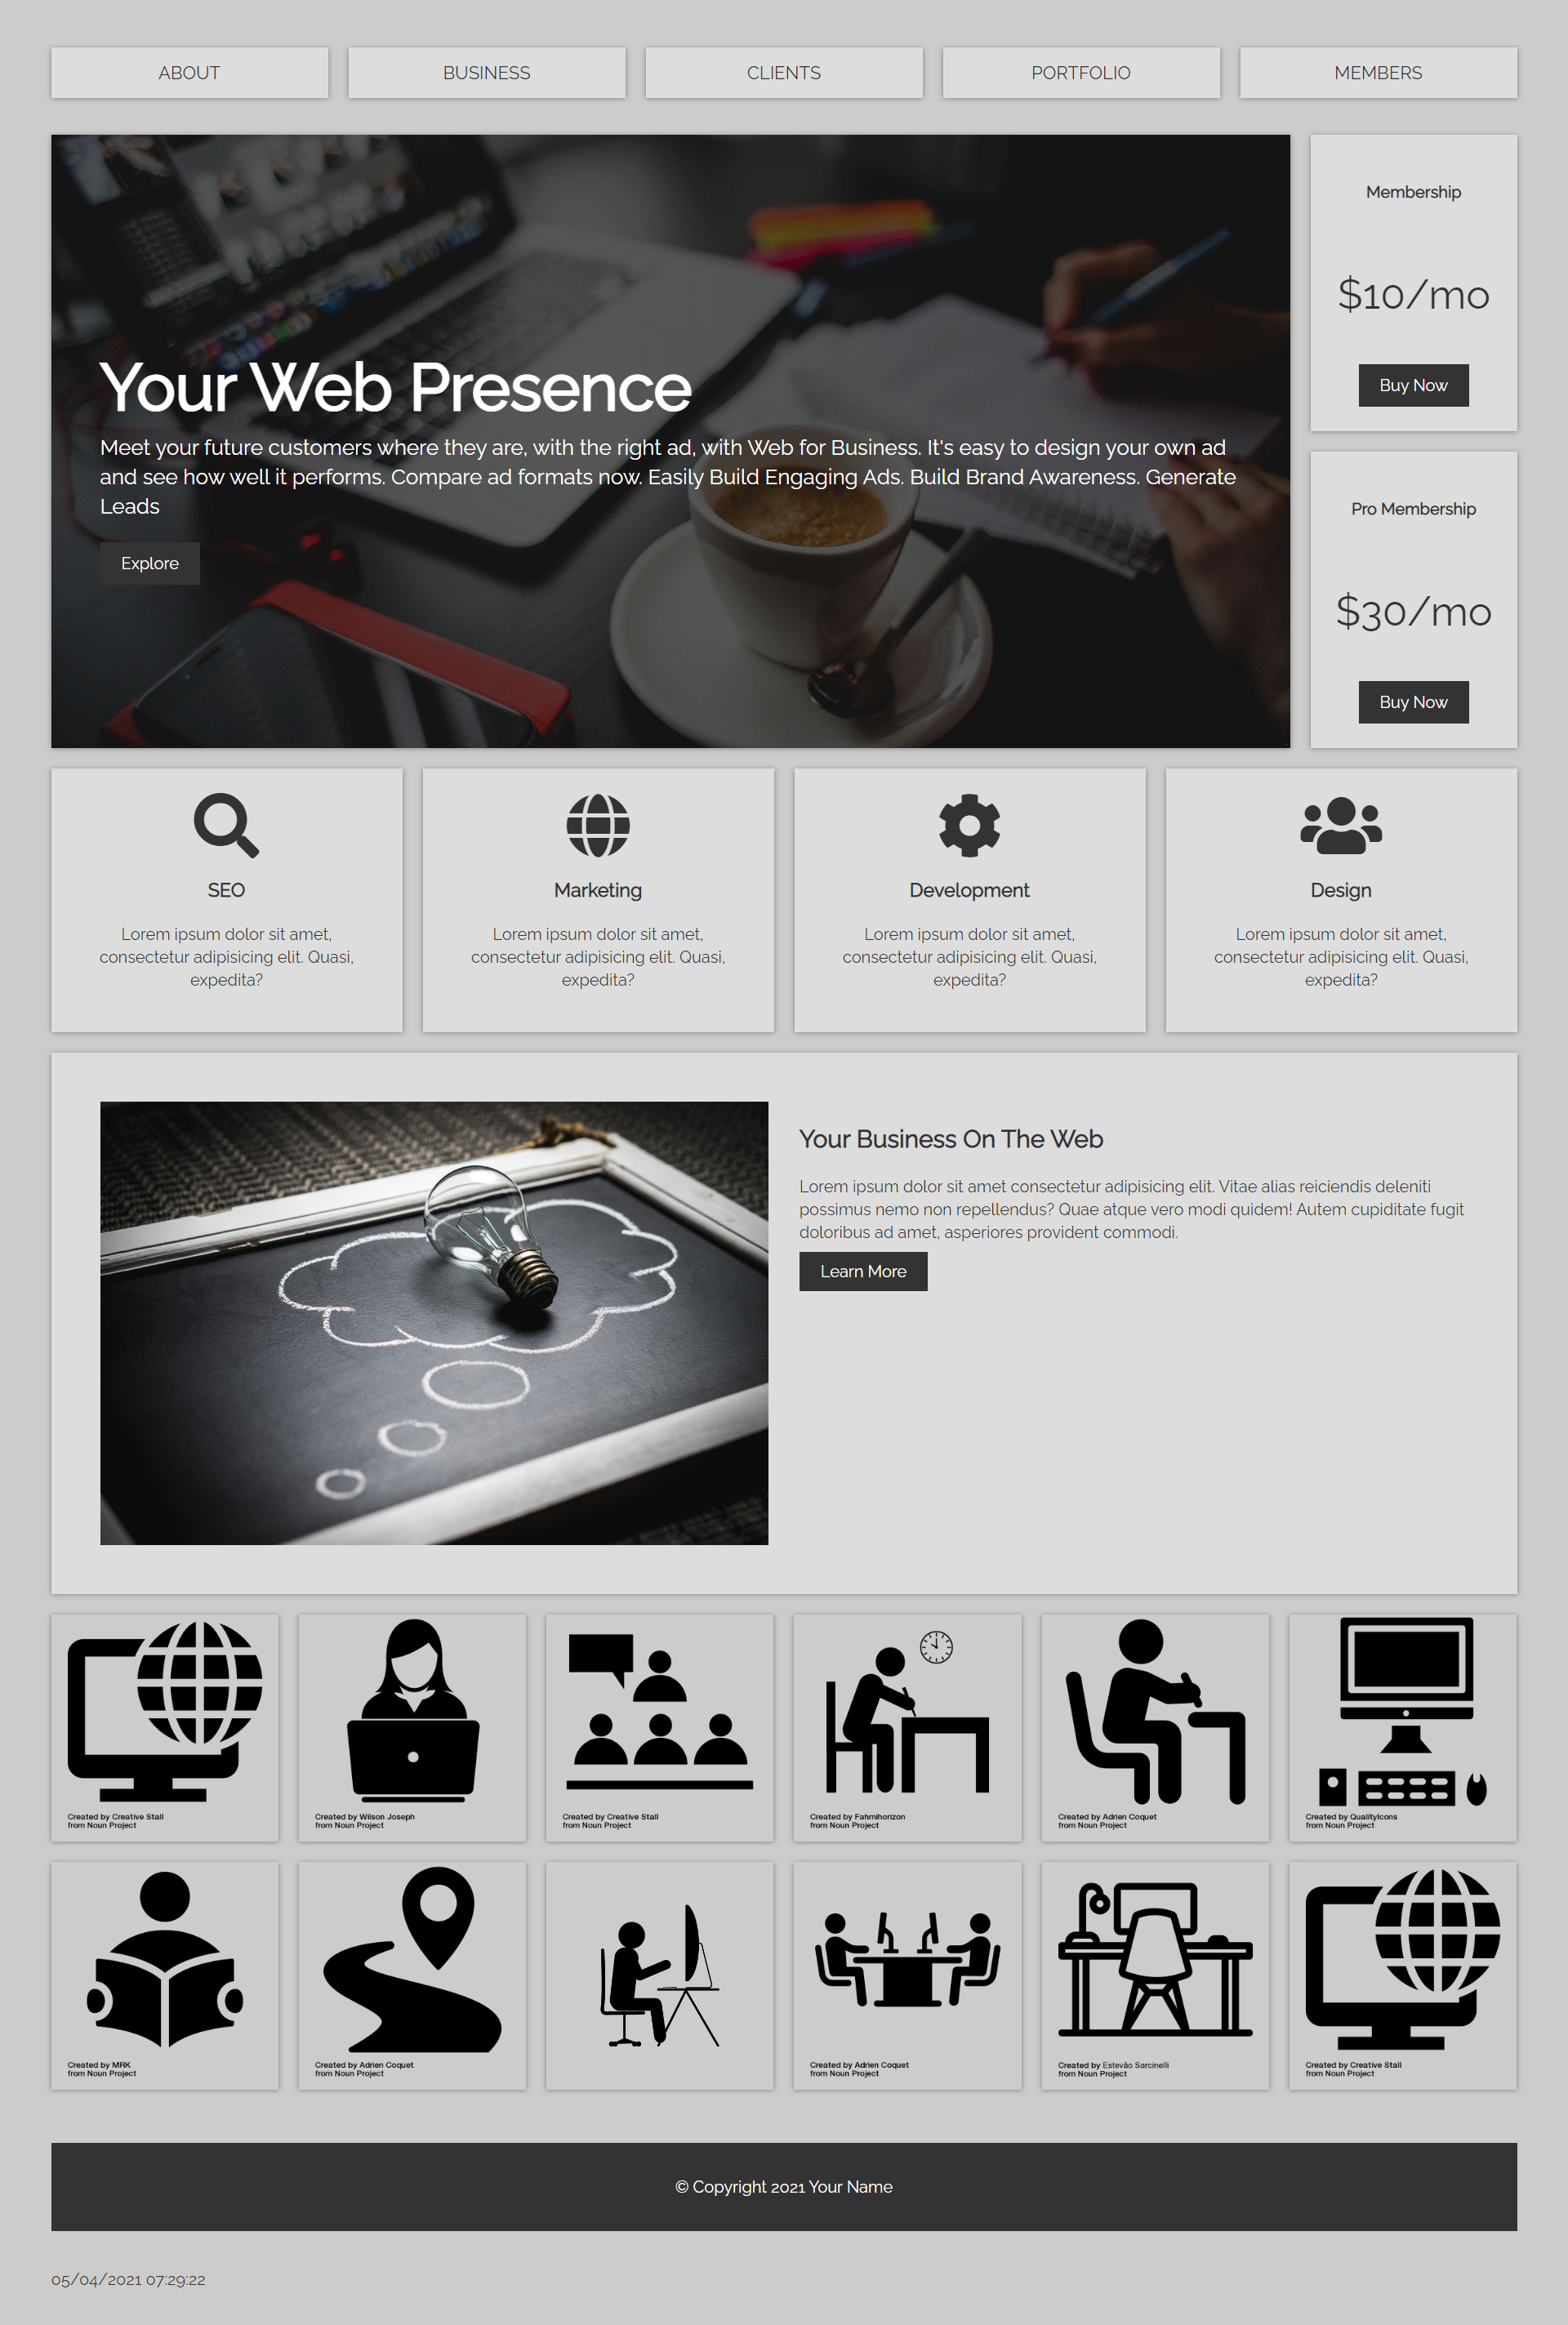 ABOUT
BUSINESS
CLIENTS
PORTFOLIO
MEMBERS
Your Web Presence
Meet your future customers where they are, with the right ad, with Web for Business. It's easy to design your own ad
and see how well it performs. Compare ad formats now. Easily Build Engaging Ads. Build Brand Awareness. Generate
Leads
Explore
Membership
$10/mo
Buy Now
Pro Membership
$30/mo
Buy Now
SEO
Lorem ipsum dolor sit amet,
consectetur adipisicing elit. Quasi,
expedita?
Marketing
Lorem ipsum dolor sit amet,
consectetur adipisicing elit. Quasi,
expedita?
Development
Lorem ipsum dolor sit amet,
consectetur adipisicing elit. Quasi,
expedita?
Design
Lorem ipsum dolor sit amet,
consectetur adipisicing elit. Quasi,
expedita?
Your Business On The Web
Lorem ipsum dolor sit amet consectetur adipisicing elit. Vitae alias reiciendis deleniti
possimus nemo non repellendus? Quae atque vero modi quidem! Autem cupiditate fugit
doloribus ad amet, asperiores provident commodi.
Learn More
Created by Creative Stall
from Noun Project
Created by Wilson Joseph
from Noun Project
Created by Creative Stall
from Noun Project
Created by Fahmihorizon
from Noun Project
Created by Adrien Coquet
from Noun Project
Created by QualityIcons
from Noun Project
Created by MRK
from Noun Project
Created by Adrien Coquet
from Noun Project
Created by Adrien Coquet
from Noun Project
Created by Estevão Sarcinelli
from Noun Project
Created by Creative Stall
from Noun Project
© Copyright 2021 Your Name
05/04/2021 07:29:22